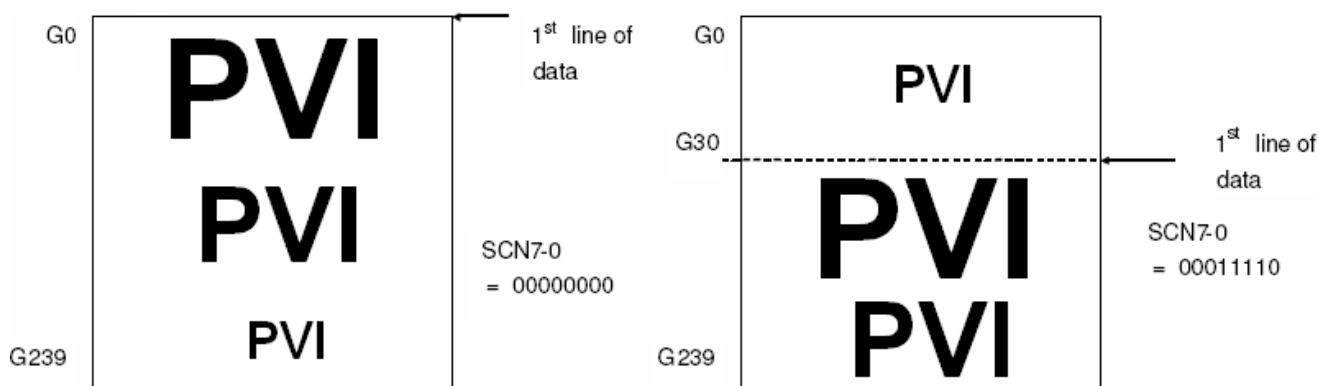 G0
PVI
1st line of
data
PVI
SCN7-0
= 00000000
PVI
G239
G0
PVI
G30
1st line of
data
PVI
SCN7-0
= 00011110
PVI
G239